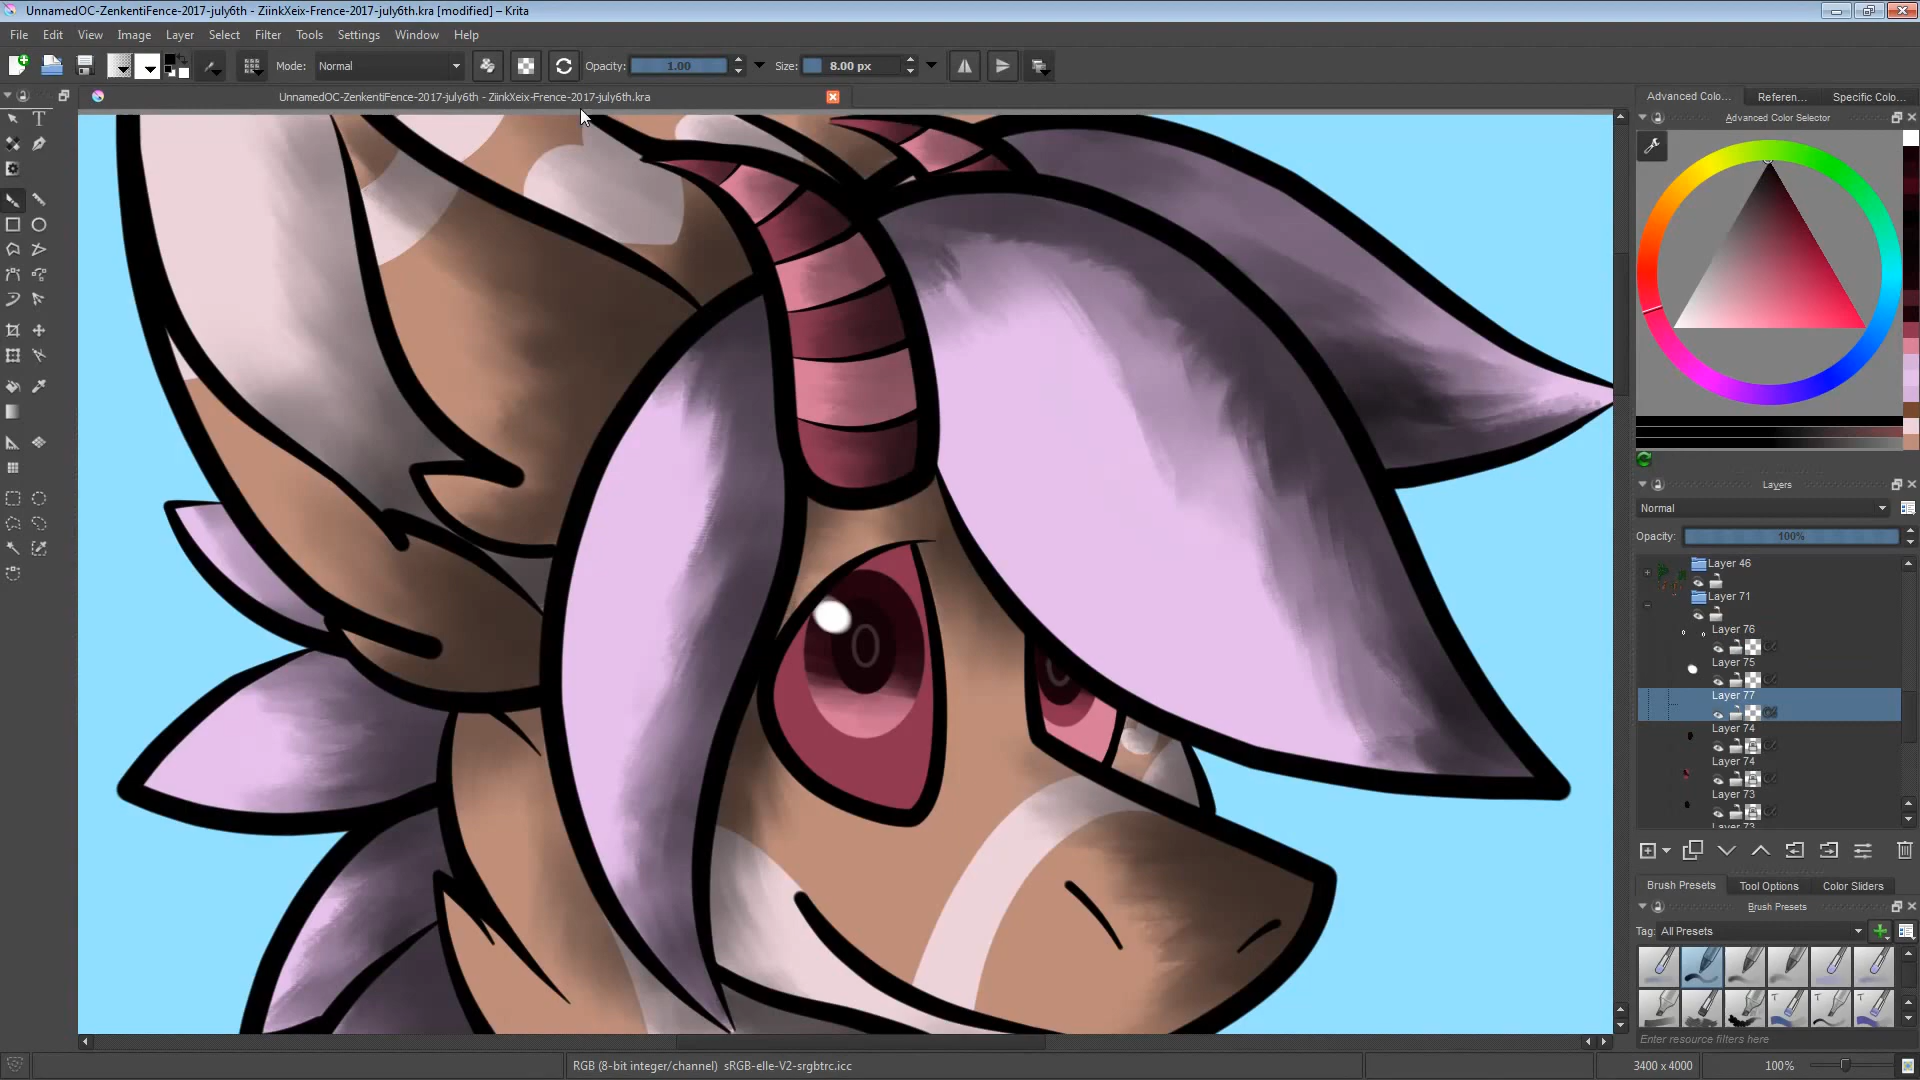 UnnamedOC-ZenkentiFence-2017-july6th - ZiinkXeix-Frence-2017-july6th.kra [modified] – Krita
File Edit View Image Layer Select Filter Tools Settings Window Help
Mode: Normal Opacity: 1.00 Size: 8.00 px
UnnamedOC-ZenkentiFence-2017-july6th - ZiinkXeix-Frence-2017-july6th.kra
Advanced Colo... Referen... Specific Colo...
Advanced Color Selector
Layers
Normal
Opacity: 100%
Layer 46
Layer 71
Layer 76
Layer 75
Layer 77
Layer 74
Layer 74
Layer 73
Layer 73
Brush Presets Tool Options Color Sliders
Brush Presets
Tag: All Presets
Enter resource filters here
RGB (8-bit integer/channel) sRGB-elle-V2-srgbtrc.icc
3400 x 4000
100%